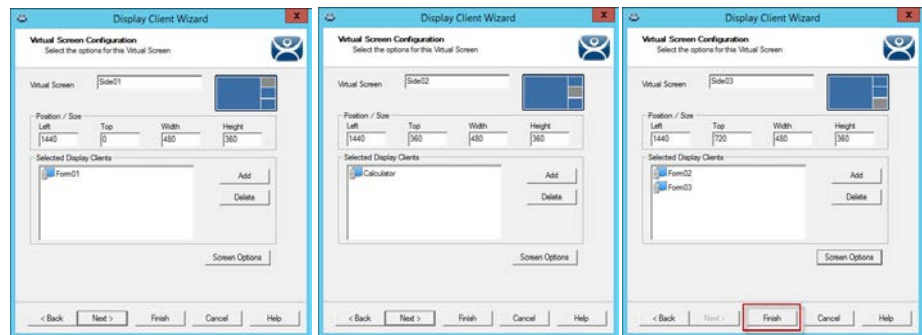 Display Client Wizard
x
Virtual Screen Configuration
Select the options for this Virtual Screen
Virtual Screen
Side01
Position / Size
Left Top Width Height
1440 0 480 360
Selected Display Clients
Form01
Add
Delete
Screen Options
< Back Next > Finish Cancel Help
Display Client Wizard
x
Virtual Screen Configuration
Select the options for this Virtual Screen
Virtual Screen
Side02
Position / Size
Left Top Width Height
1440 360 480 360
Selected Display Clients
Calculator
Add
Delete
Screen Options
< Back Next > Finish Cancel Help
Display Client Wizard
x
Virtual Screen Configuration
Select the options for this Virtual Screen
Virtual Screen
Side03
Position / Size
Left Top Width Height
1440 720 480 360
Selected Display Clients
Form02
Form03
Add
Delete
Screen Options
< Back Next > Finish Cancel Help